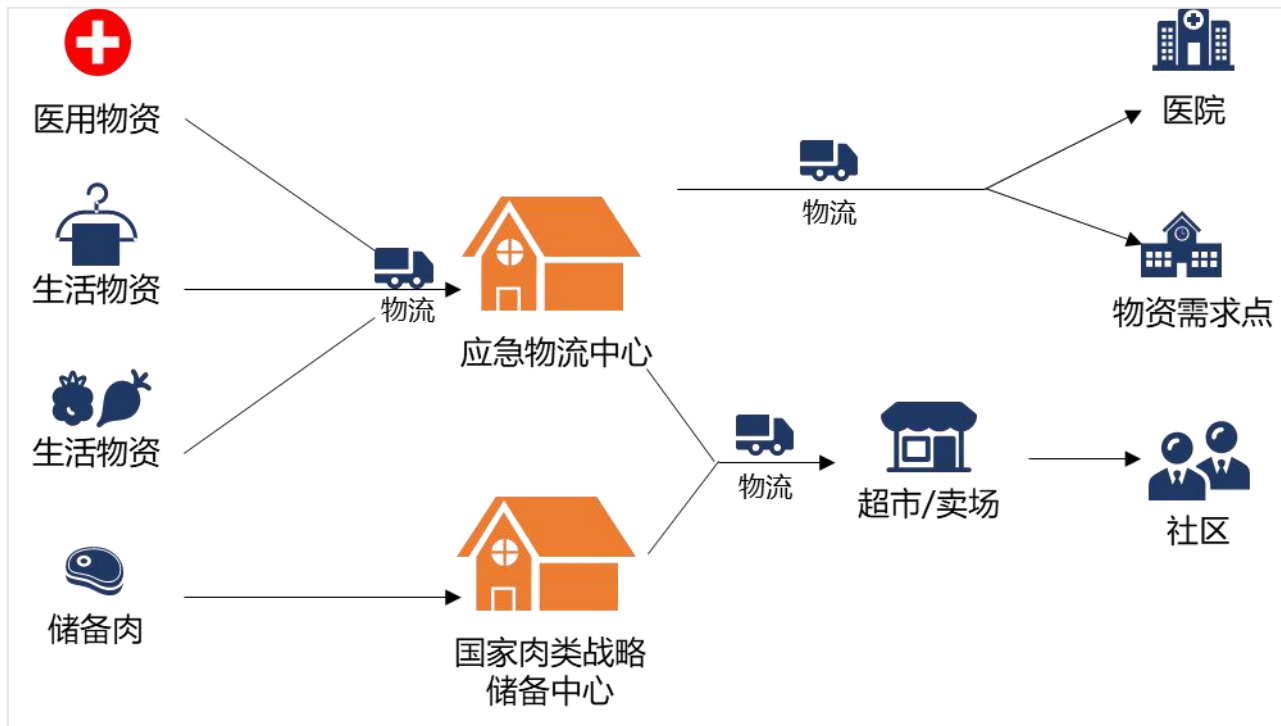 医用物资
医院
物流
生活物资
物流
物资需求点
应急物流中心
生活物资
物流
超市/卖场
社区
储备肉
国家肉类战略
储备中心